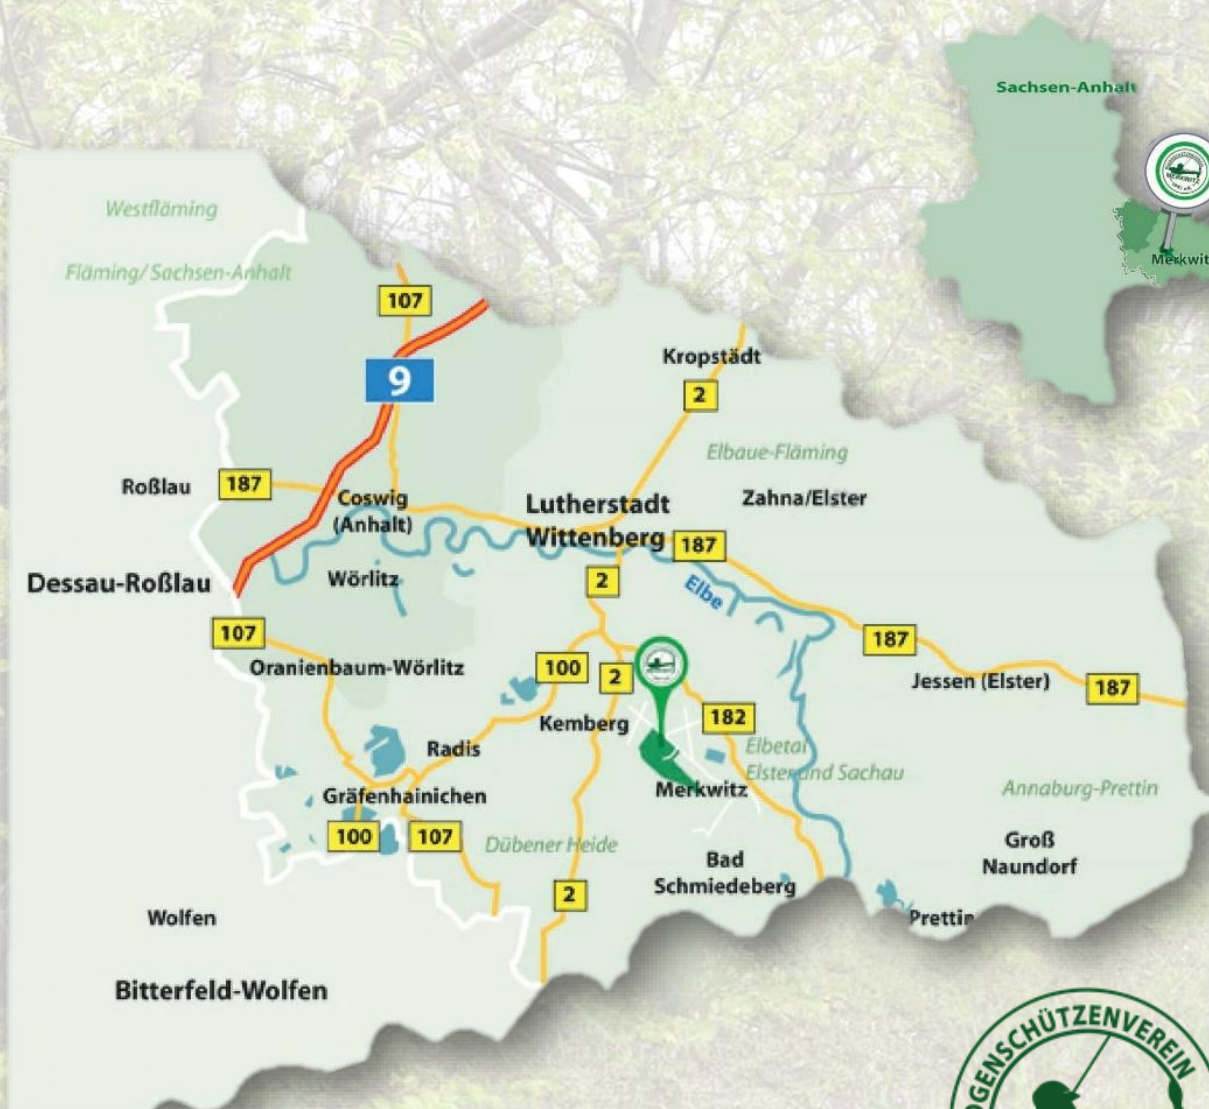 Sachsen-Anhalt
MERKWITZ
Merkwit
Westfläming
Fläming/ Sachsen-Anhalt
107
9
Kropstädt
2
Elbaue-Fläming
Roßlau
187
Coswig
(Anhalt)
Lutherstadt
Wittenberg
Zahna/Elster
187
Dessau-Roßlau
Wörlitz
2
Elbe
107
187
Oranienbaum-Wörlitz
100
2
Jessen (Elster)
187
Kemberg
182
Radis
Elbetal
Elster und Sachau
Gräfenhainichen
Merkwitz
Annaburg-Prettin
100
107
Dübener Heide
Groß
Naundorf
Bad
Schmiedeberg
2
Wolfen
Prettin
Bitterfeld-Wolfen
OGENSCHÜTZENVEREIN